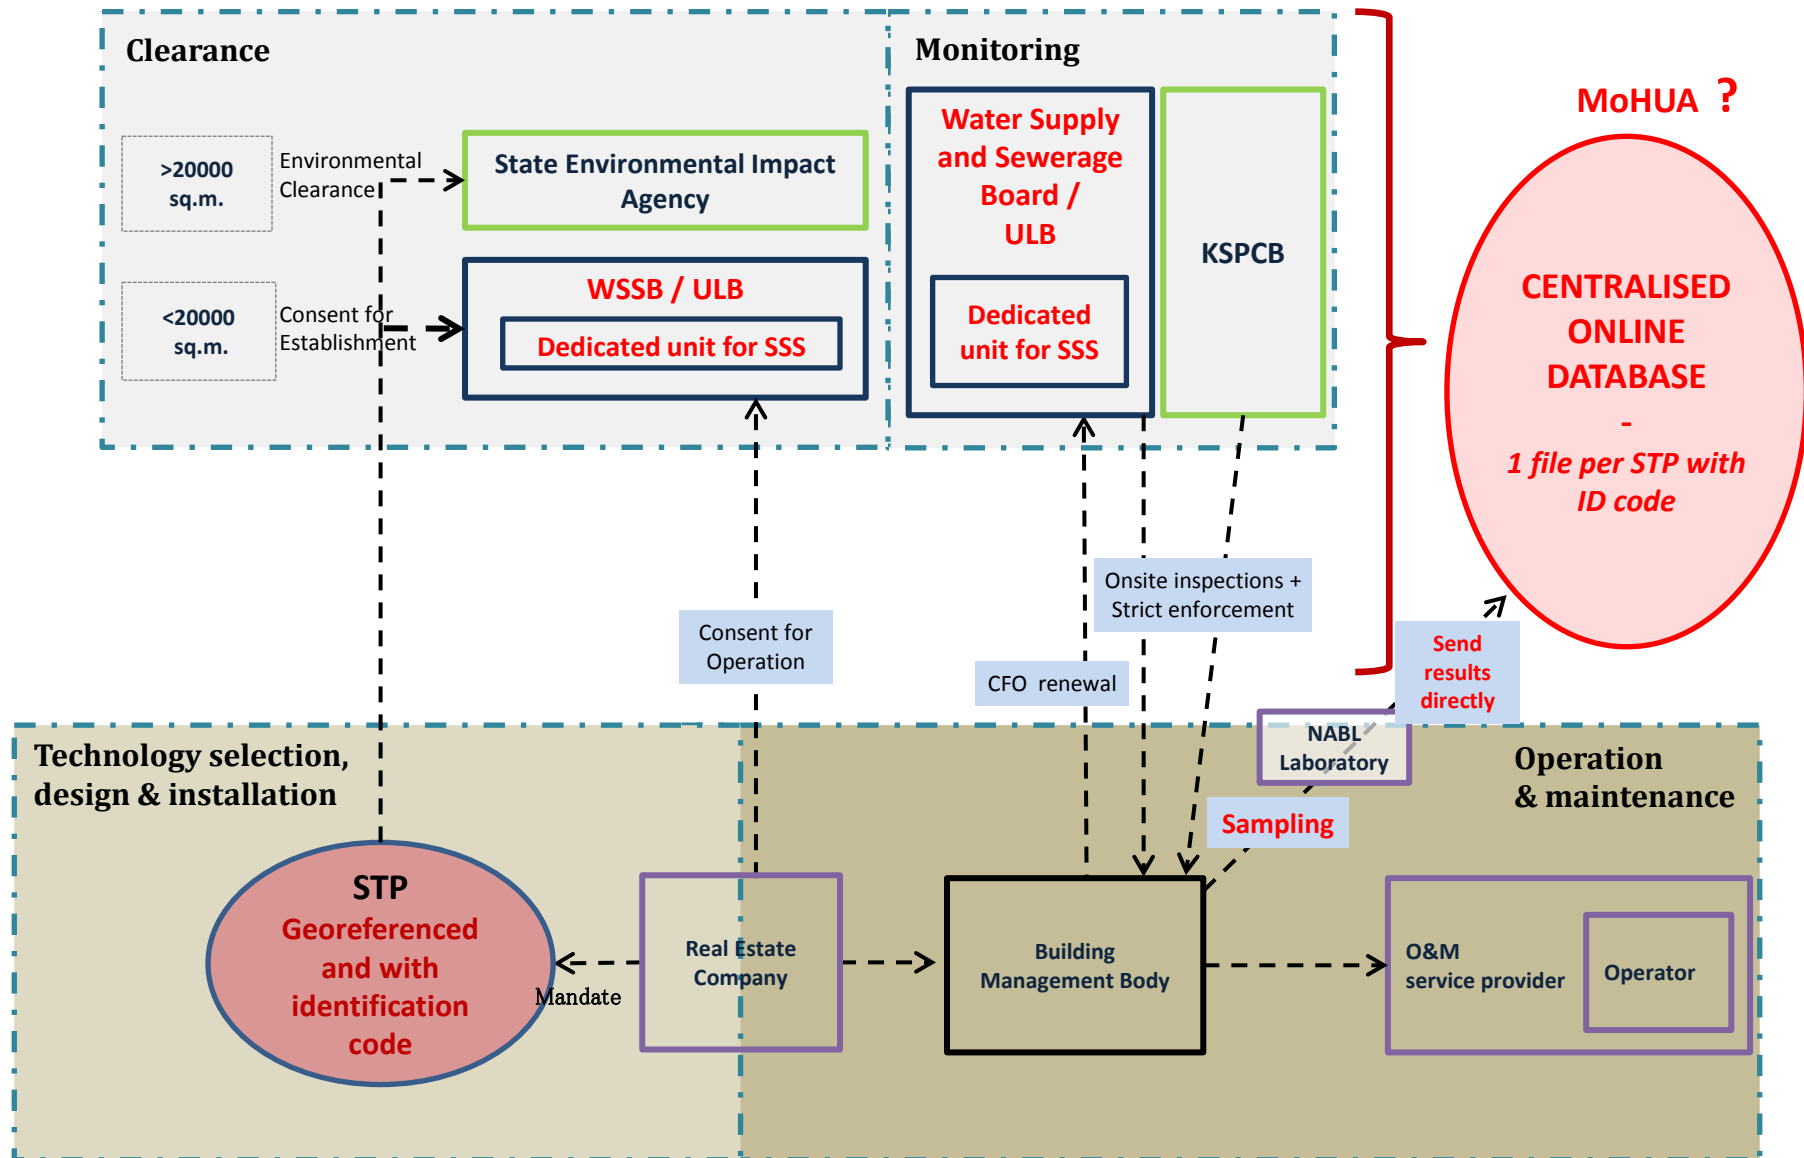 Clearance
Monitoring
MoHUA ?
>20000
sq.m.
Environmental
Clearance
State Environmental Impact
Agency
<20000
sq.m.
Consent for
Establishment
WSSB / ULB
Dedicated unit for SSS
Water Supply
and Sewerage
Board /
ULB
Dedicated
unit for SSS
KSPCB
CENTRALISED
ONLINE
DATABASE
-
1 file per STP with
ID code
Consent for
Operation
CFO renewal
Onsite inspections +
Strict enforcement
Send
results
directly
NABL
Laboratory
Sampling
Technology selection,
design & installation
Operation
& maintenance
STP
Georeferenced
and with
identification
code
Mandate
Real Estate
Company
Building
Management Body
O&M
service provider
Operator